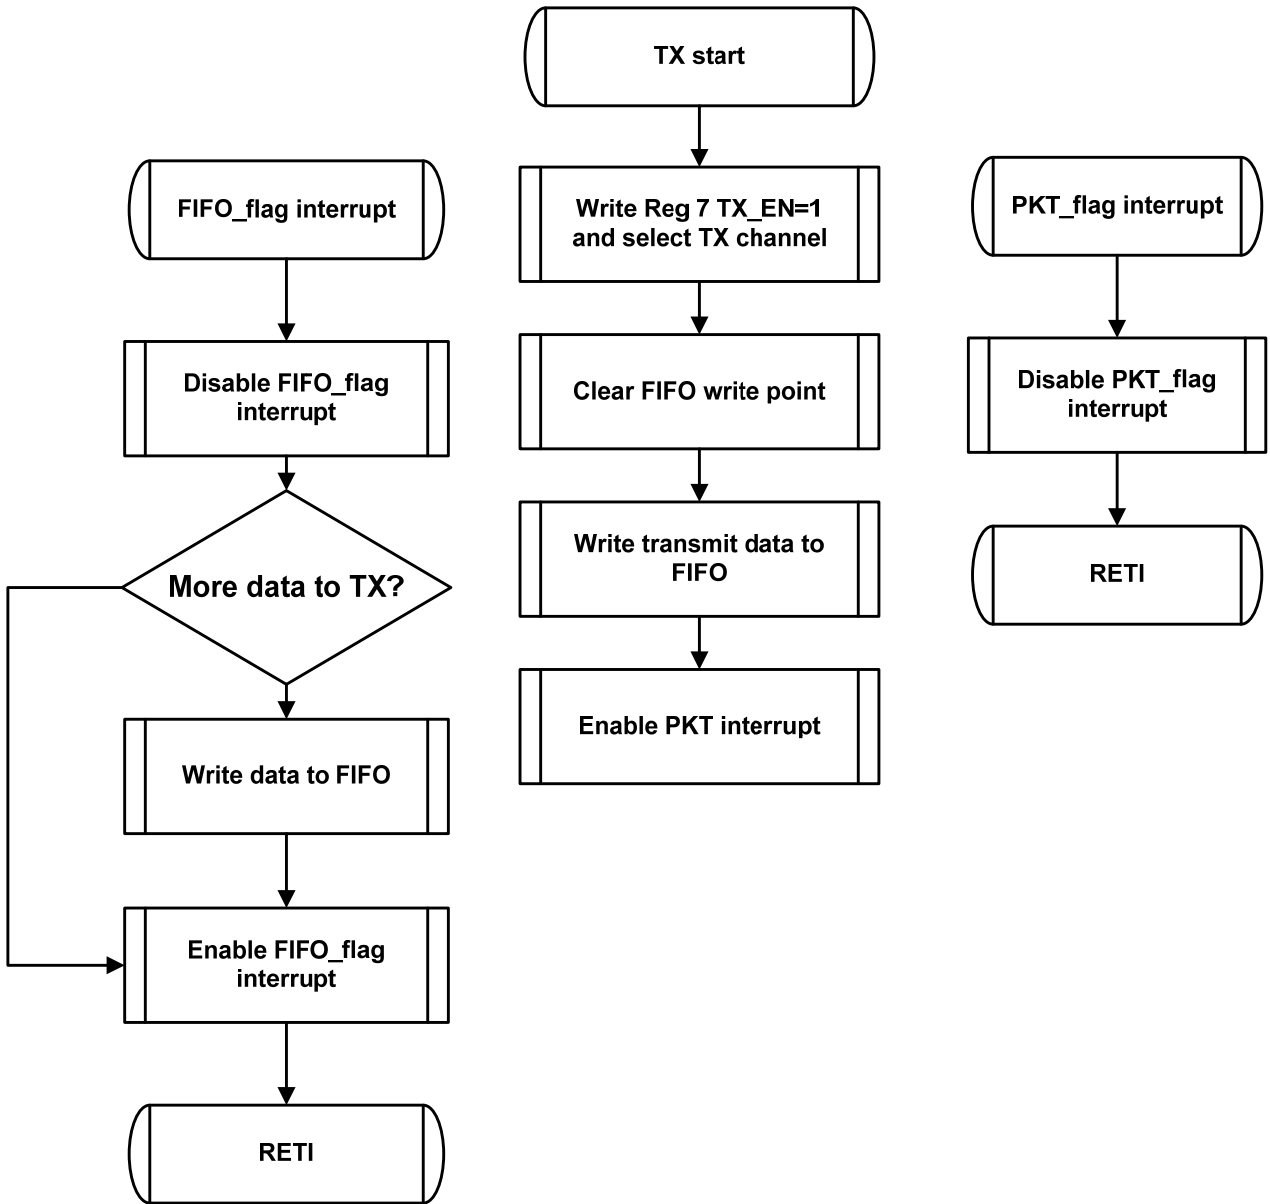 FIFO_flag interrupt
Disable FIFO_flag
interrupt
More data to TX?
Write data to FIFO
Enable FIFO_flag
interrupt
RETI
TX start
Write Reg 7 TX_EN=1
and select TX channel
Clear FIFO write point
Write transmit data to
FIFO
Enable PKT interrupt
PKT_flag interrupt
Disable PKT_flag
interrupt
RETI